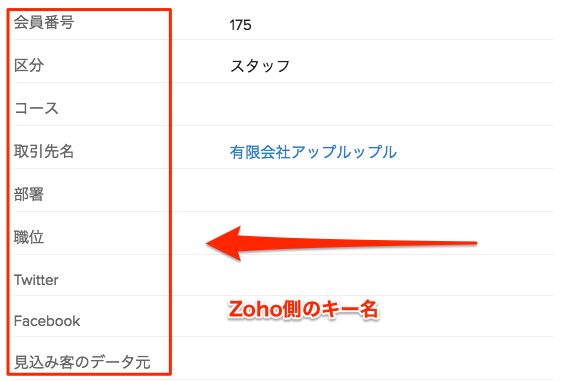 会員番号 175
区分 スタッフ
コース
取引先名 有限会社アップルップル
部署
職位
Twitter
Zoho側のキー名
Facebook
見込み客のデータ元